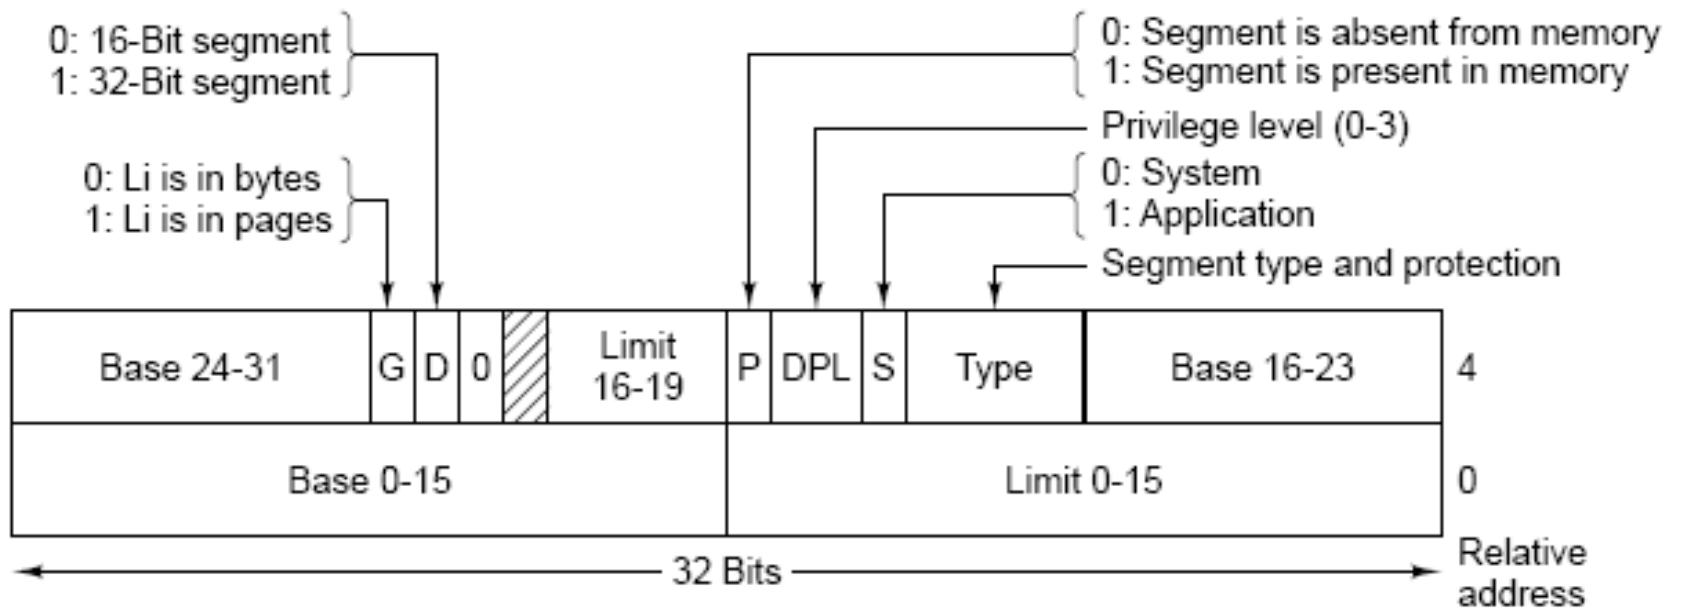 0: 16-Bit segment
1: 32-Bit segment
0: Li is in bytes
1: Li is in pages
0: Segment is absent from memory
1: Segment is present in memory
Privilege level (0-3)
0: System
1: Application
Segment type and protection
Base 24-31
G
D
0
Limit
16-19
P
DPL
S
Type
Base 16-23
4
Base 0-15
Limit 0-15
0
32 Bits
Relative
address